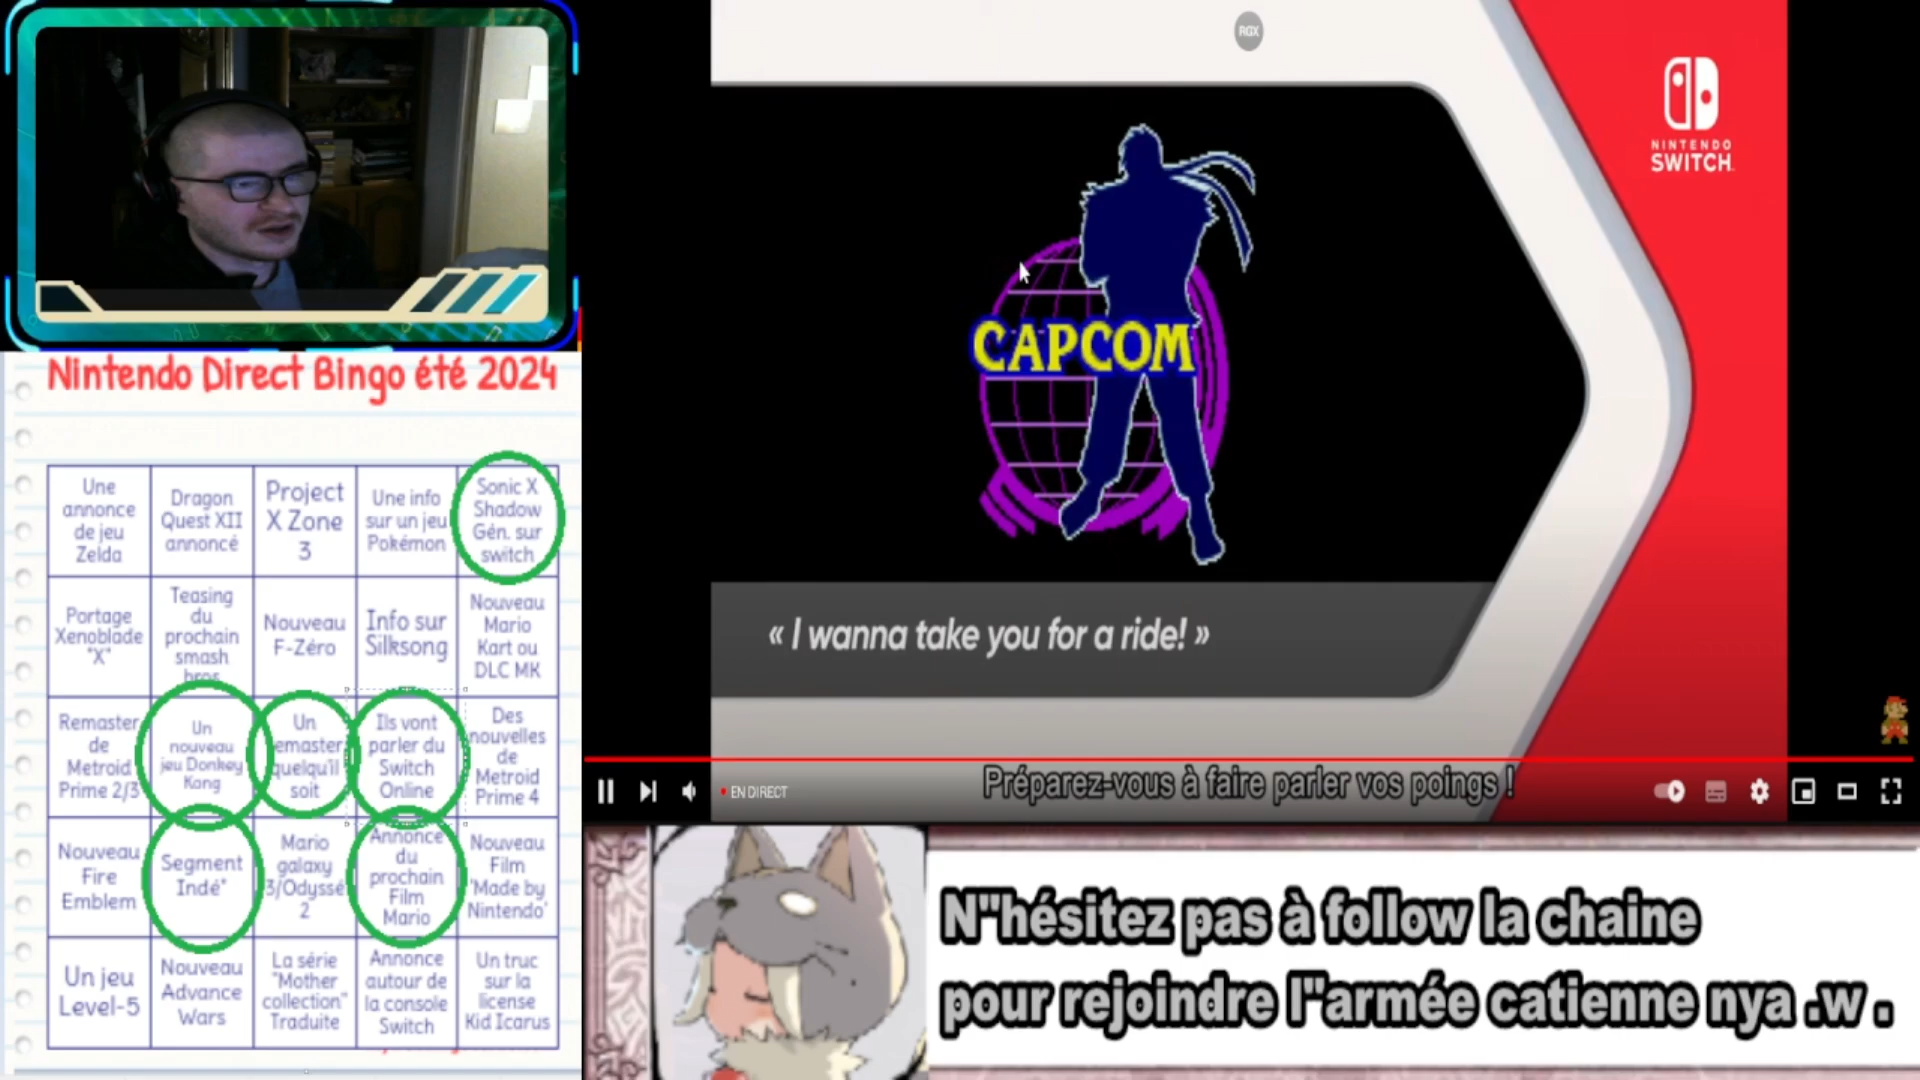 RGX
NINTENDO
SWITCH
CAPCOM
« I wanna take you for a ride! »
EN DIRECT
Préparez-vous à faire parler vos poings !
Nintendo Direct Bingo été 2024
Une
annonce
de jeu
Zelda
Dragon
Quest XII
annoncé
Project
X Zone
3
Une info
sur un jeu
Pokémon
Sonic X
Shadow
Gén. sur
switch
Portage
Xenoblade
"X"
Teasing
du
prochain
smash
bros
Nouveau
F-Zéro
Info sur
Silksong
Nouveau
Mario
Kart ou
DLC MK
Remaster
de
Metroid
Prime 2/3
Un
nouveau
jeu Donkey
Kong
Un
emaster
quelqu'il
soit
Ils vont
parler du
Switch
Online
Des
nouvelles
de
Metroid
Prime 4
Nouveau
Fire
Emblem
Segment
Indé"
Mario
galaxy
3/Odyssé
2
Annonce
du
prochain
Film
Mario
Nouveau
Film
'Made by
Nintendo'
Un jeu
Level-5
Nouveau
Advance
Wars
La série
"Mother
collection"
Traduite
Annonce
autour de
la console
Switch
Un truc
sur la
license
Kid Icarus
N"hésitez pas à follow la chaine
pour rejoindre l"armée catienne nya .w .